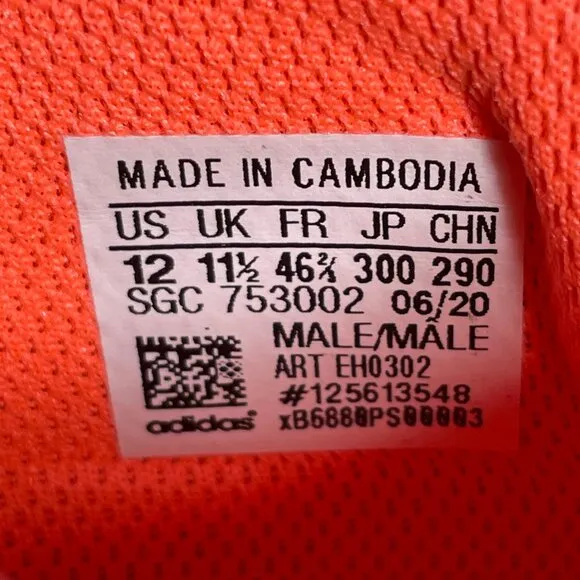 MADE IN CAMBODIA
US UK FR JP CHN
12 11½ 46⅔ 300 290
SGC 753002 06/20
MALE/MÂLE
ART EH0302
#125613548
adidas